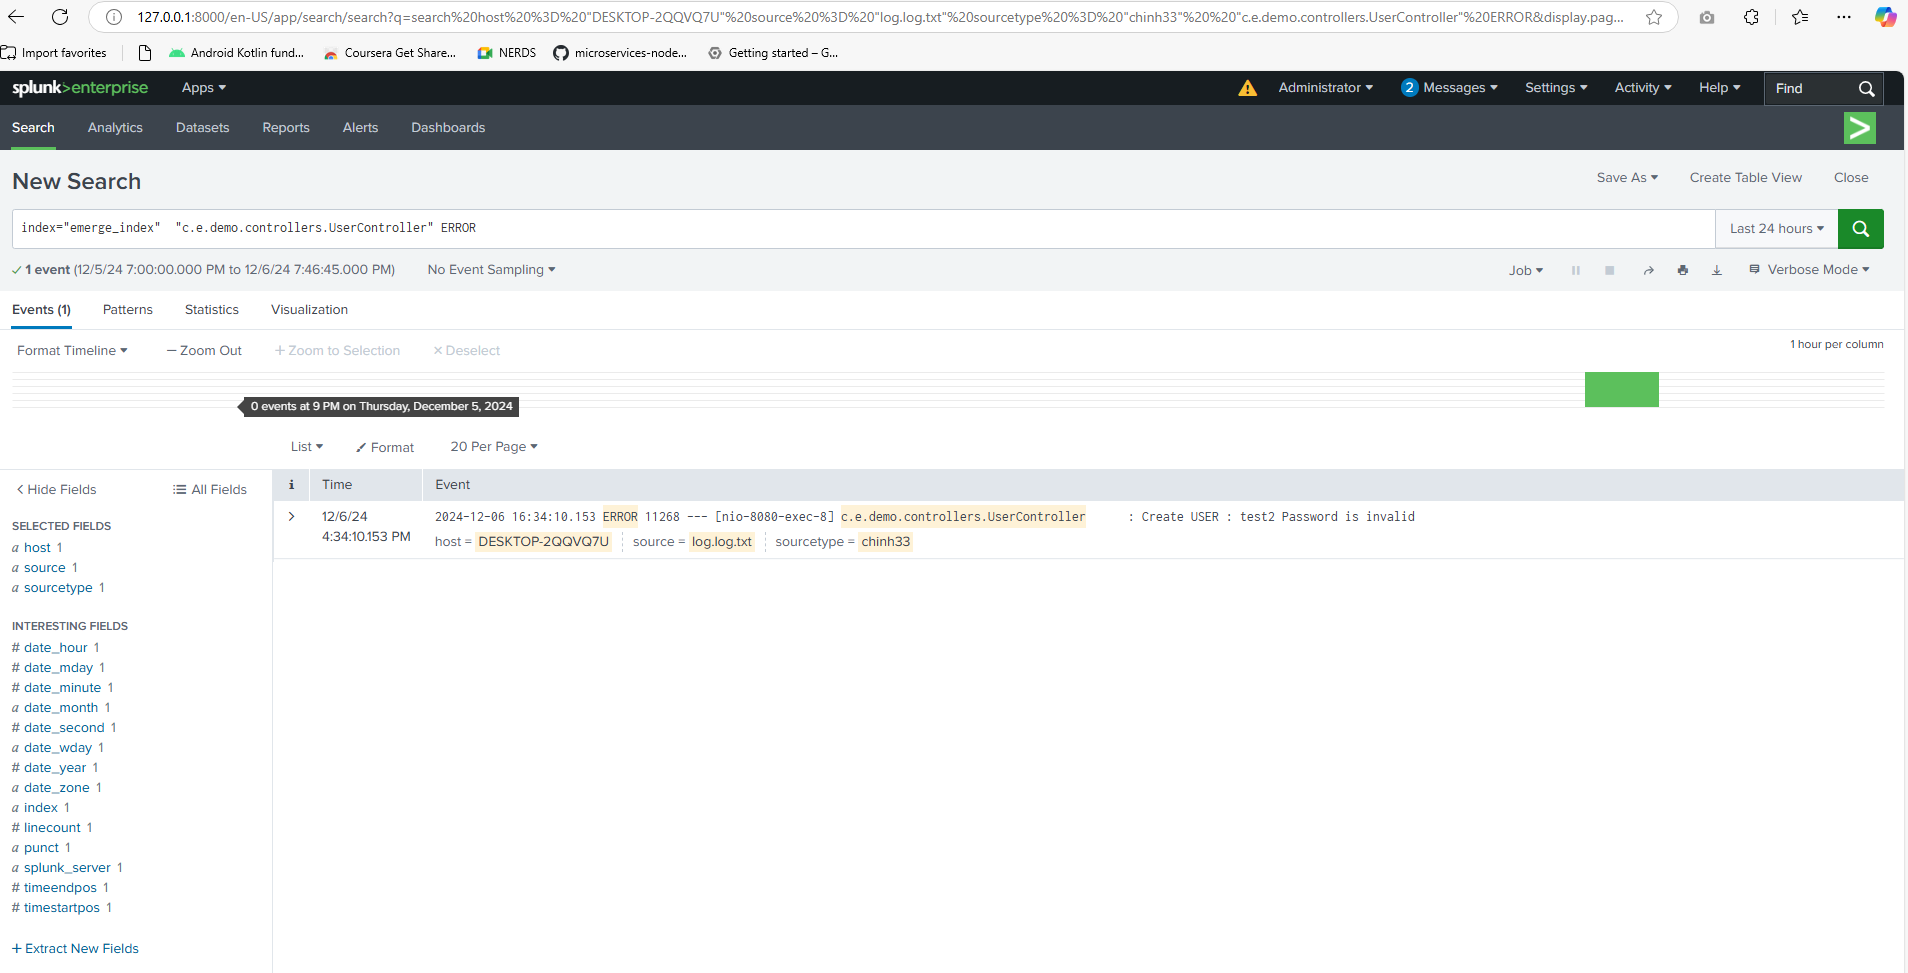 127.0.0.1:8000/en-US/app/search/search?q=search%20host%20%3D%20"DESKTOP-2QQVQ7U"%20source%20%3D%20"log.log.txt"%20sourcetype%20%3D%20"chinh33"%20%20"c.e.demo.controllers.UserController"%20ERROR&display.pag...
Import favorites
Android Kotlin fund...
Coursera Get Share...
NERDS
microservices-node...
Getting started – G...
splunk>enterprise
Apps
Administrator
2 Messages
Settings
Activity
Help
Find
Search
Analytics
Datasets
Reports
Alerts
Dashboards
>
New Search
Save As
Create Table View
Close
index="emerge_index"  "c.e.demo.controllers.UserController" ERROR
Last 24 hours
✓ 1 event (12/5/24 7:00:00.000 PM to 12/6/24 7:46:45.000 PM)
No Event Sampling
Job
Verbose Mode
Events (1)
Patterns
Statistics
Visualization
Format Timeline
— Zoom Out
+ Zoom to Selection
× Deselect
1 hour per column
0 events at 9 PM on Thursday, December 5, 2024
List
Format
20 Per Page
< Hide Fields
All Fields
i
Time
Event
SELECTED FIELDS
a host 1
a source 1
a sourcetype 1
INTERESTING FIELDS
# date_hour 1
# date_mday 1
# date_minute 1
a date_month 1
# date_second 1
a date_wday 1
# date_year 1
a date_zone 1
a index 1
# linecount 1
a punct 1
a splunk_server 1
# timeendpos 1
# timestartpos 1
+ Extract New Fields
>
12/6/24
4:34:10.153 PM
2024-12-06 16:34:10.153 ERROR 11268 --- [nio-8080-exec-8] c.e.demo.controllers.UserController      : Create USER : test2 Password is invalid
host = DESKTOP-2QQVQ7U
source = log.log.txt
sourcetype = chinh33